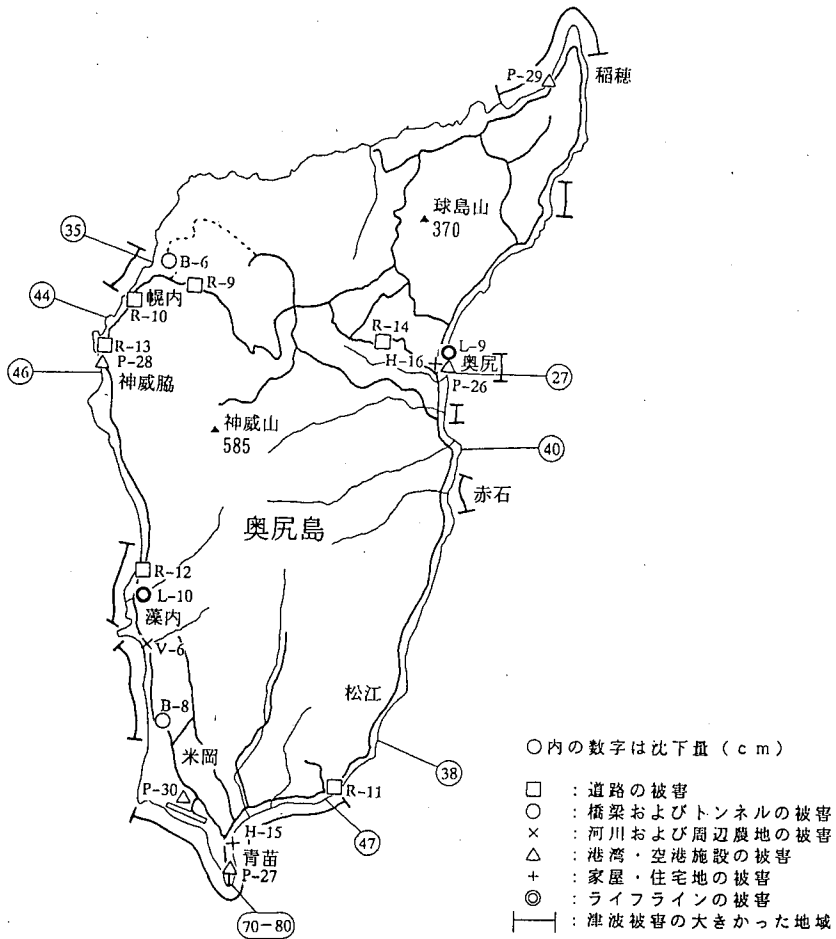 P-29
稲穂
球島山
370
35
B-6
R-9
44
幌内
R-10
R-14
R-13
L-9
H-16
奥尻
P-28
P-26
46
神威脇
27
神威山
585
40
赤石
奥尻島
R-12
L-10
藻内
V-6
松江
B-8
米岡
38
P-30
R-11
H-15
47
青苗
P-27
70-80
○内の数字は沈下量(cm)
□ : 道路の被害
○ : 橋梁およびトンネルの被害
× : 河川および周辺農地の被害
△ : 港湾・空港施設の被害
+ : 家屋・住宅地の被害
◎ : ライフラインの被害
├─┤ : 津波被害の大きかった地域